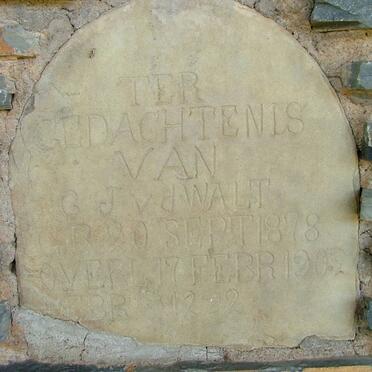 TER
GEDACHTENIS
VAN
C J v d WALT
20 SEPT 1878
OVERL 17 FEBR